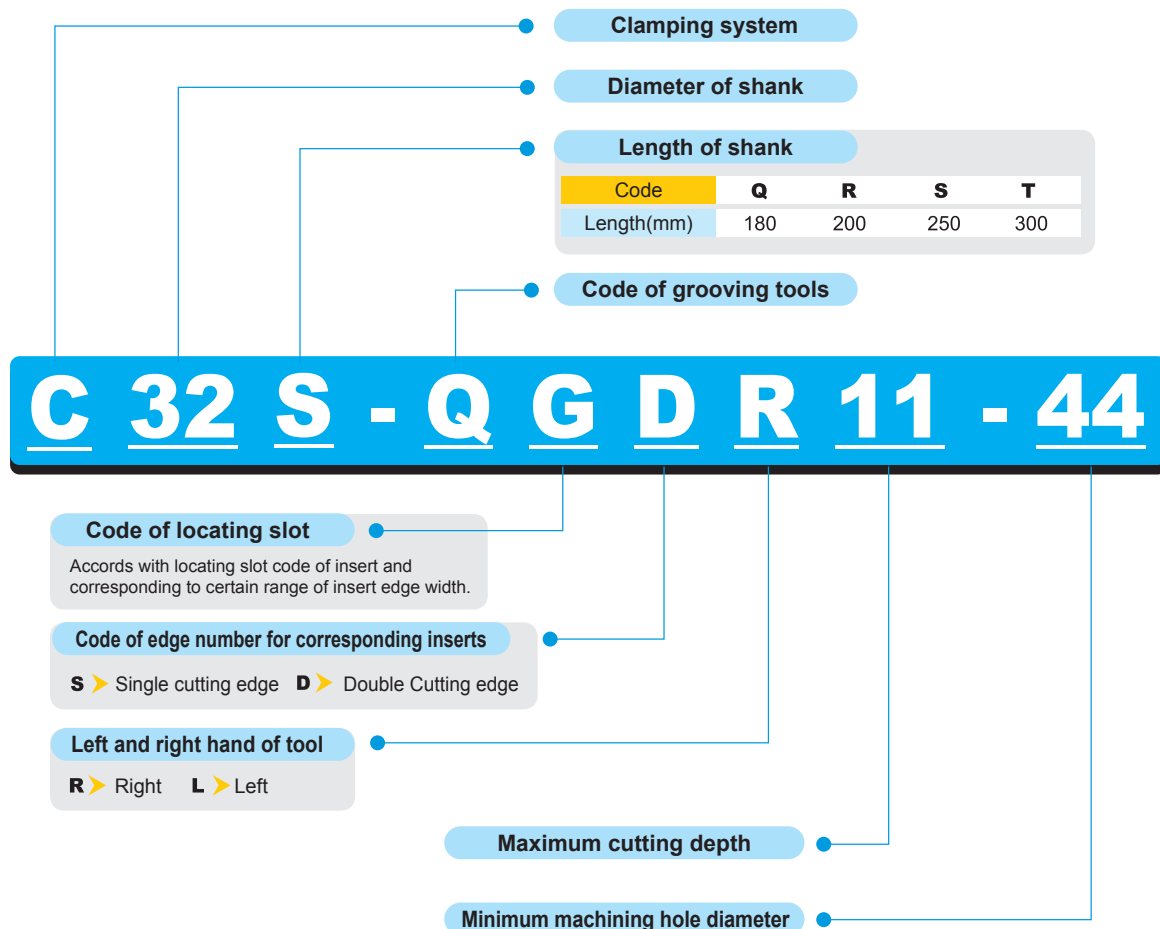 Clamping system
Diameter of shank
Length of shank
Code Q R S T
Length(mm) 180 200 250 300
Code of grooving tools
C 32 S - Q G D R 11 - 44
Code of locating slot
Accords with locating slot code of insert and
corresponding to certain range of insert edge width.
Code of edge number for corresponding inserts
S Single cutting edge D Double Cutting edge
Left and right hand of tool
R Right L Left
Maximum cutting depth
Minimum machining hole diameter